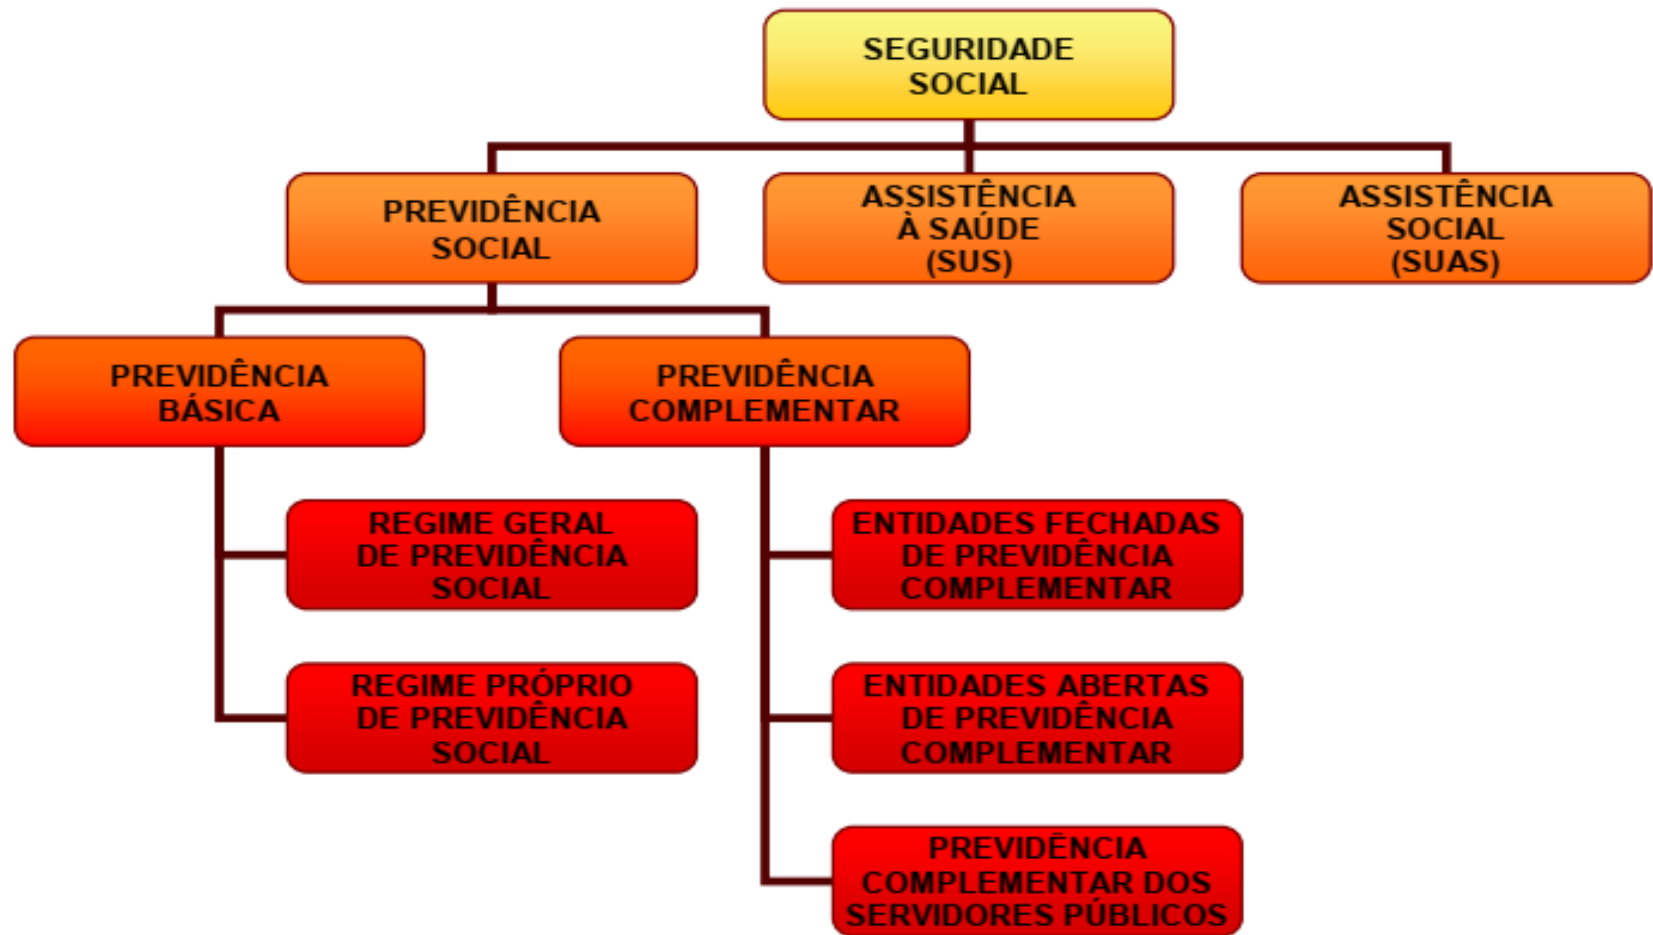 SEGURIDADE
SOCIAL
PREVIDÊNCIA
SOCIAL
ASSISTÊNCIA
À SAÚDE
(SUS)
ASSISTÊNCIA
SOCIAL
(SUAS)
PREVIDÊNCIA
BÁSICA
PREVIDÊNCIA
COMPLEMENTAR
REGIME GERAL
DE PREVIDÊNCIA
SOCIAL
ENTIDADES FECHADAS
DE PREVIDÊNCIA
COMPLEMENTAR
REGIME PRÓPRIO
DE PREVIDÊNCIA
SOCIAL
ENTIDADES ABERTAS
DE PREVIDÊNCIA
COMPLEMENTAR
PREVIDÊNCIA
COMPLEMENTAR DOS
SERVIDORES PÚBLICOS